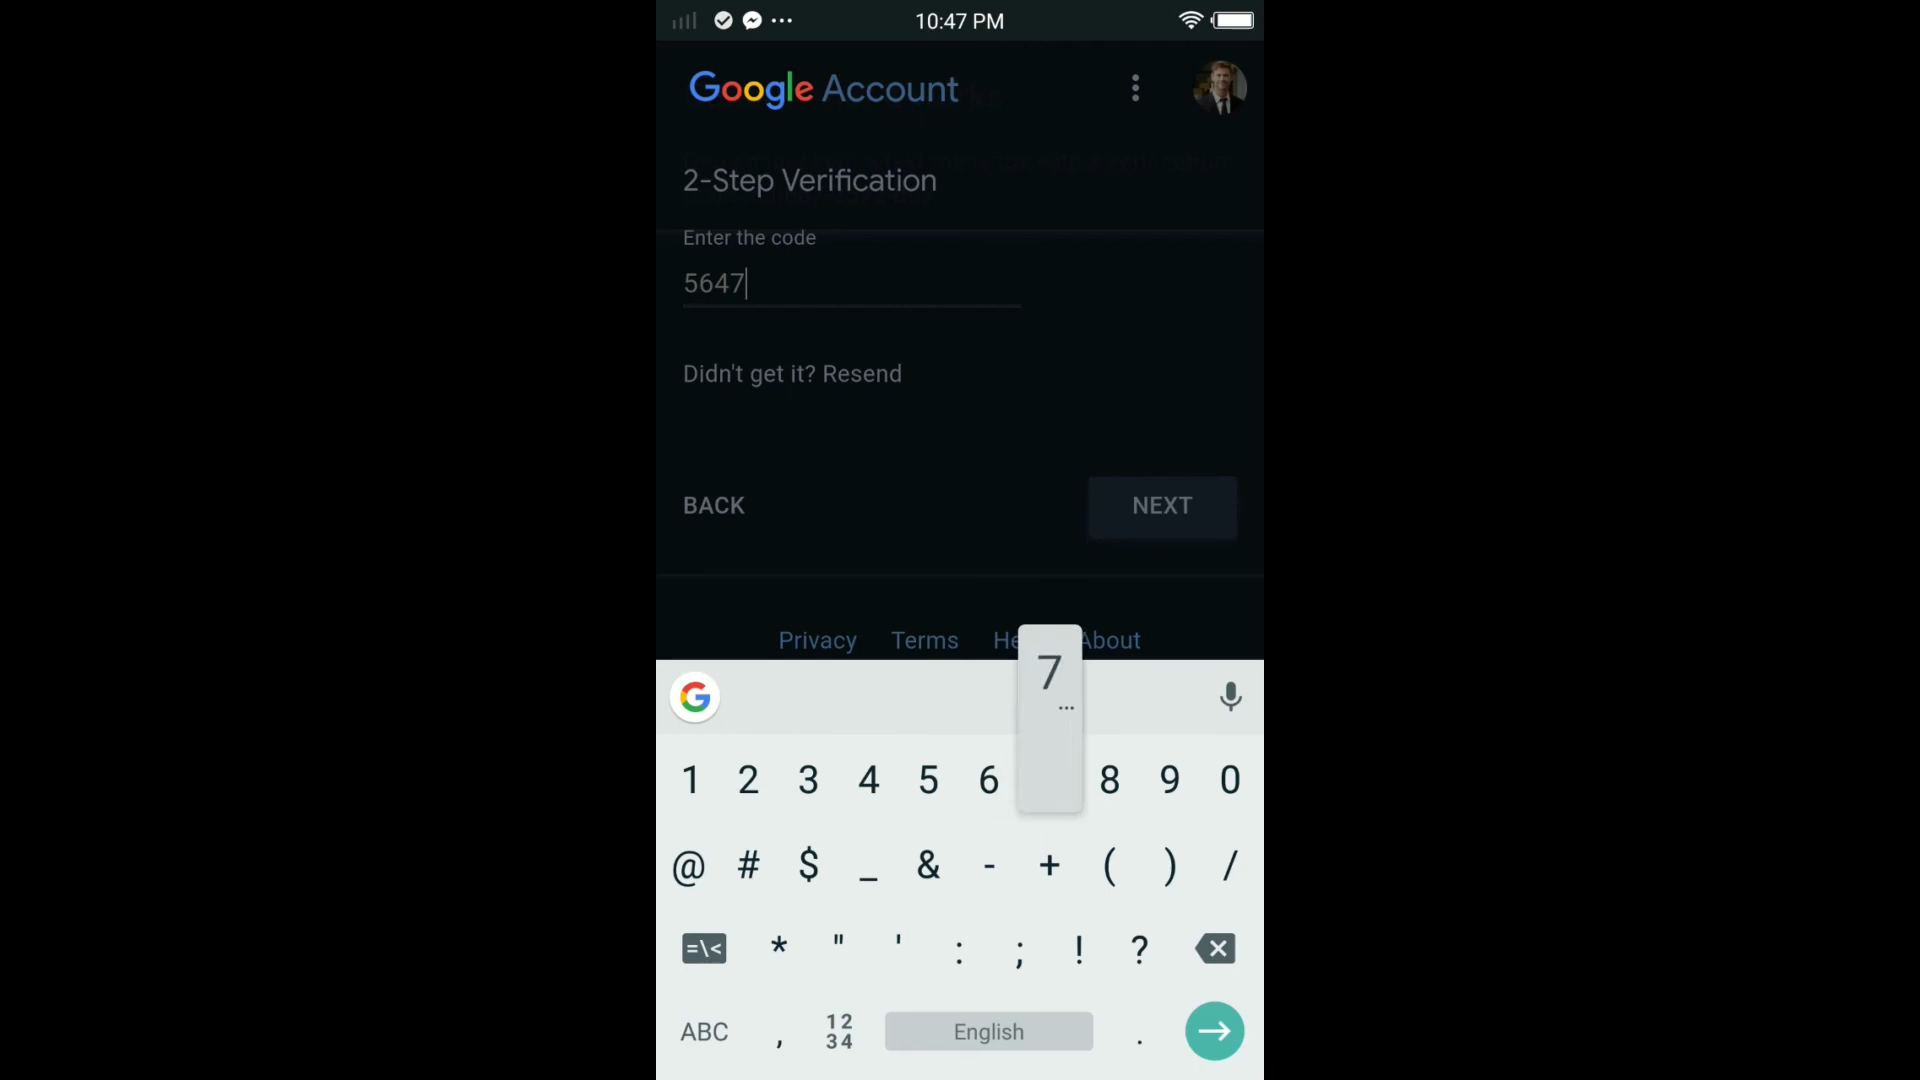 10:47 PM
Google Account
2-Step Verification
Enter the code
5647
Didn't get it? Resend
BACK
NEXT
Privacy Terms He About
7
...
1 2 3 4 5 6 8 9 0
@ # $ _ & - + ( ) /
=\< * " ' : ; ! ?
ABC , 12 34 English .